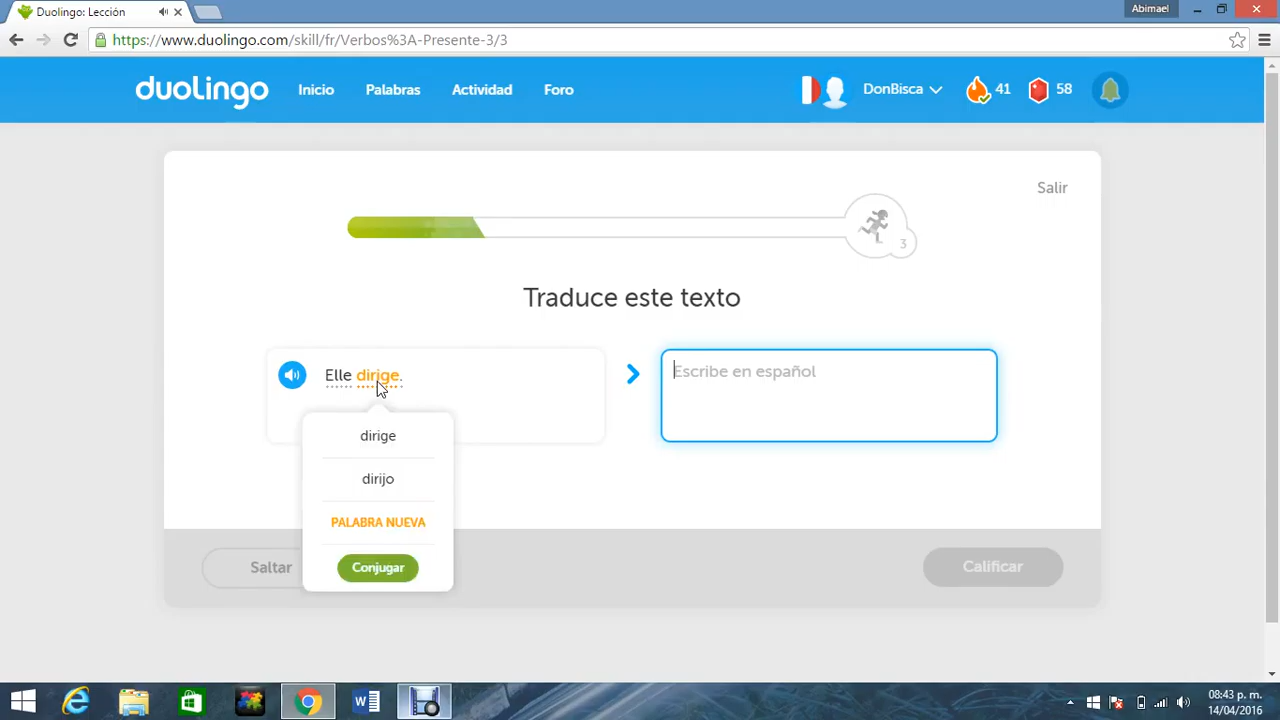 Duolingo: Lección
Abimael
https://www.duolingo.com/skill/fr/Verbos%3A-Presente-3/3
duolingo
Inicio
Palabras
Actividad
Foro
DonBisca
41
58
Salir
3
Traduce este texto
Elle dirige.
Escribe en español
dirige
dirijo
PALABRA NUEVA
Conjugar
Saltar
Calificar
08:43 p. m.
14/04/2016